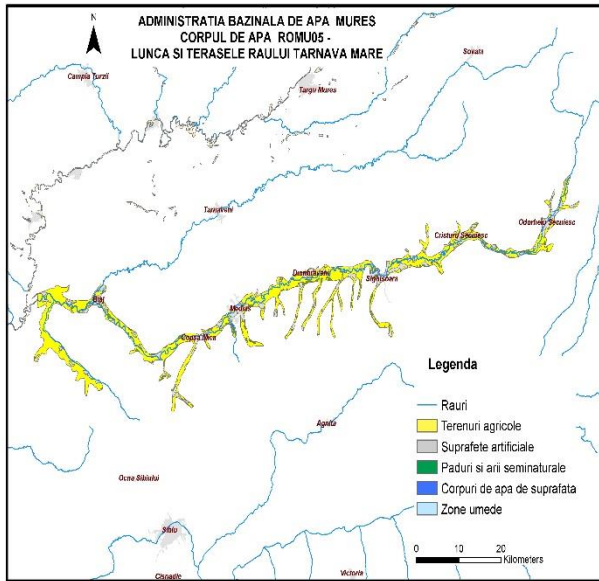 ADMINISTRATIA BAZINALA DE APA MURES
CORPUL DE APA ROMU05 -
LUNCA SI TERASELE RAULUI TARNAVA MARE
N
Campia Turzii
Targu Mures
Sovata
Tarnaveni
Odorheiu Secuiesc
Cristuru Secuiesc
Dumbraveni
Sighisoara
Blaj
Medias
Copsa Mica
Agnita
Ocna Sibiului
Sibiu
Cisnadie
Victoria
Legenda
Rauri
Terenuri agricole
Suprafete artificiale
Paduri si arii seminaturale
Corpuri de apa de suprafata
Zone umede
0 10 20
Kilometers